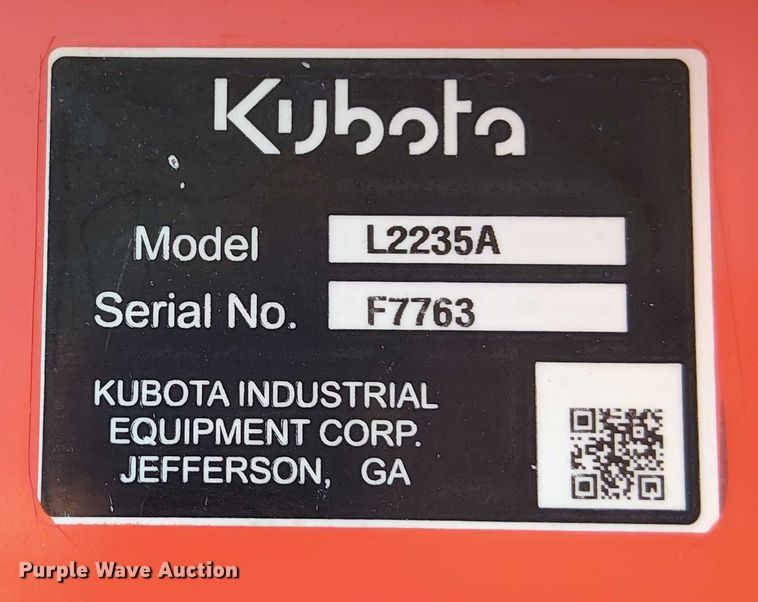 Kubota
Model L2235A
Serial No. F7763
KUBOTA INDUSTRIAL
EQUIPMENT CORP.
JEFFERSON, GA
Purple Wave Auction